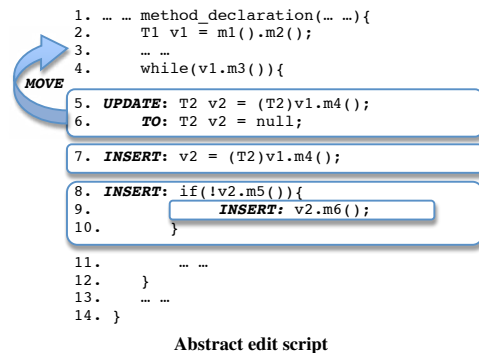 1. … … method_declaration(… …){
2. T1 v1 = m1().m2();
3. … …
4. while(v1.m3()){
MOVE
5. UPDATE: T2 v2 = (T2)v1.m4();
6. TO: T2 v2 = null;
7. INSERT: v2 = (T2)v1.m4();
8. INSERT: if(!v2.m5()){
9. INSERT: v2.m6();
10. }
11. … …
12. }
13. … …
14. }
Abstract edit script